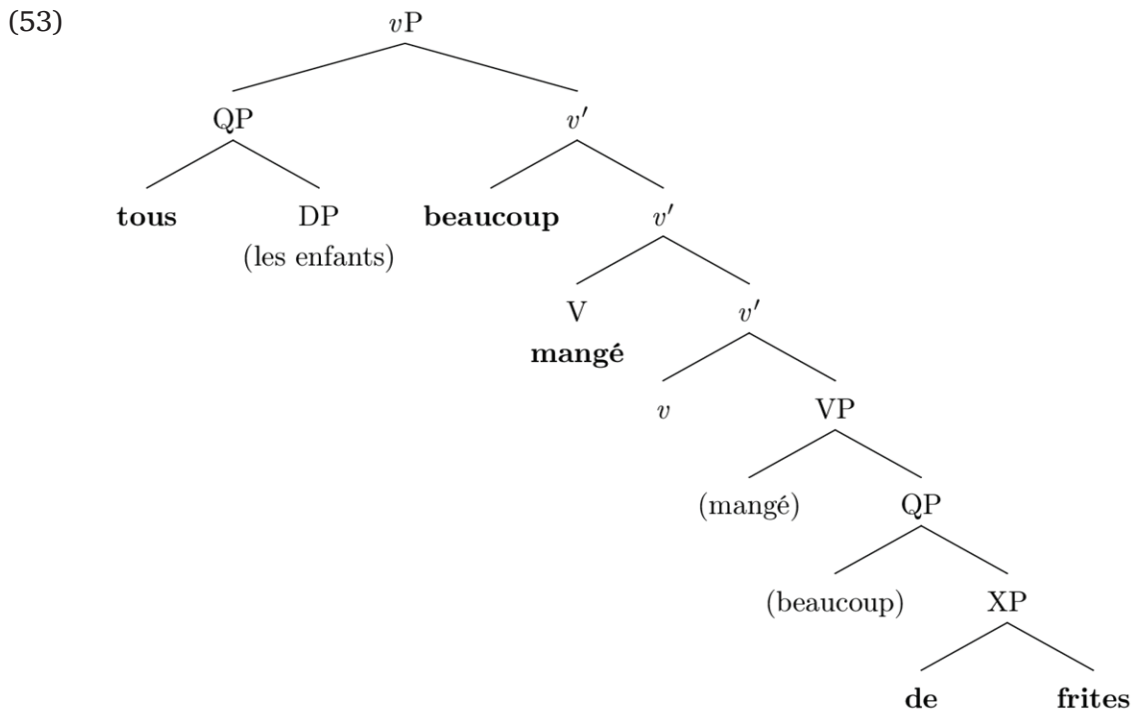 (53) vP
QP v′
tous DP beaucoup v′
(les enfants)
V v′
mangé
v VP
(mangé) QP
(beaucoup) XP
de frites